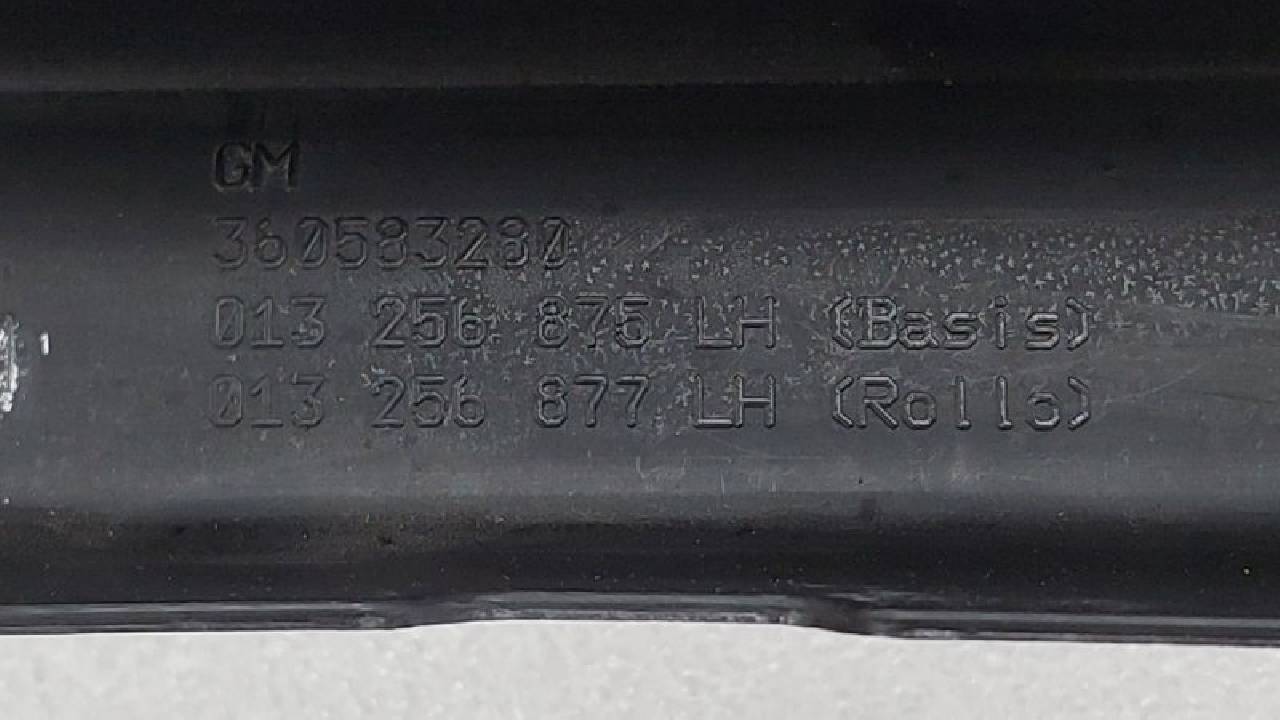 GM
360583280
013 256 875 LH (Basis)
013 256 877 LH (Rollo)